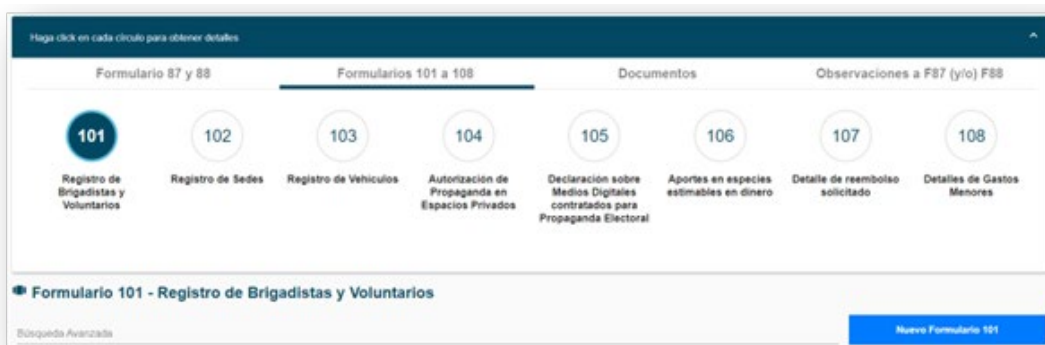 Haga click en cada círculo para obtener detalles
Formulario 87 y 88
Formularios 101 a 108
Documentos
Observaciones a F87 (y/o) F88
101
102
103
104
105
106
107
108
Registro de
Brigadistas y
Voluntarios
Registro de Sedes
Registro de Vehículos
Autorización de
Propaganda en
Espacios Privados
Declaración sobre
Medios Digitales
contratados para
Propaganda Electoral
Aportes en especies
estimables en dinero
Detalle de reembolso
solicitado
Detalles de Gastos
Menores
Formulario 101 - Registro de Brigadistas y Voluntarios
Búsqueda Avanzada
Nuevo Formulario 101